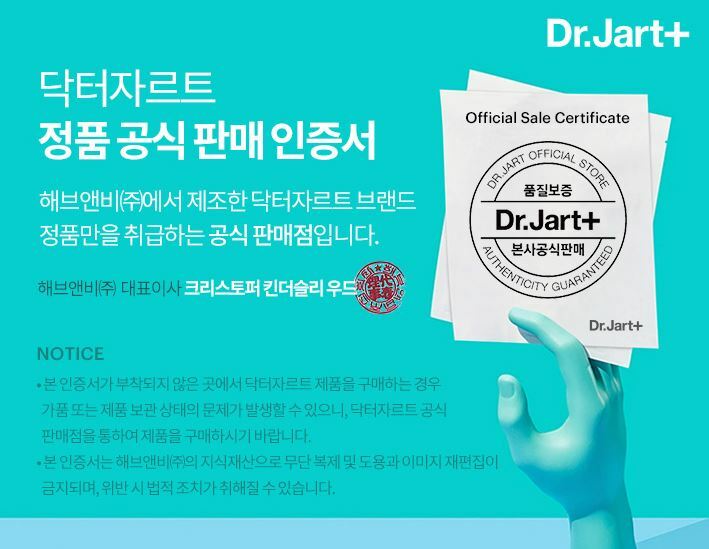 Dr.Jart+
닥터자르트
정품 공식 판매 인증서
해브앤비㈜에서 제조한 닥터자르트 브랜드
정품만을 취급하는 공식 판매점입니다.
해브앤비㈜ 대표이사 크리스토퍼 킨더슬리 우드
Official Sale Certificate
DR.JART OFFICIAL STORE
품질보증
Dr.Jart+
본사공식판매
AUTHENTICITY GUARANTEED
Dr.Jart+
NOTICE
• 본 인증서가 부착되지 않은 곳에서 닥터자르트 제품을 구매하는 경우
가품 또는 제품 보관 상태의 문제가 발생할 수 있으니, 닥터자르트 공식
판매점을 통하여 제품을 구매하시기 바랍니다.
• 본 인증서는 해브앤비㈜의 지식재산으로 무단 복제 및 도용과 이미지 재편집이
금지되며, 위반 시 법적 조치가 취해질 수 있습니다.